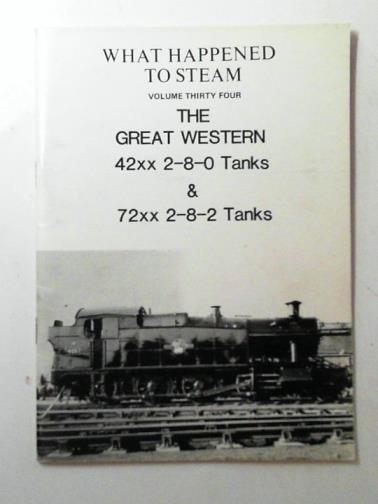 WHAT HAPPENED
TO STEAM
VOLUME THIRTY FOUR
THE
GREAT WESTERN
42xx 2-8-0 Tanks
&
72xx 2-8-2 Tanks